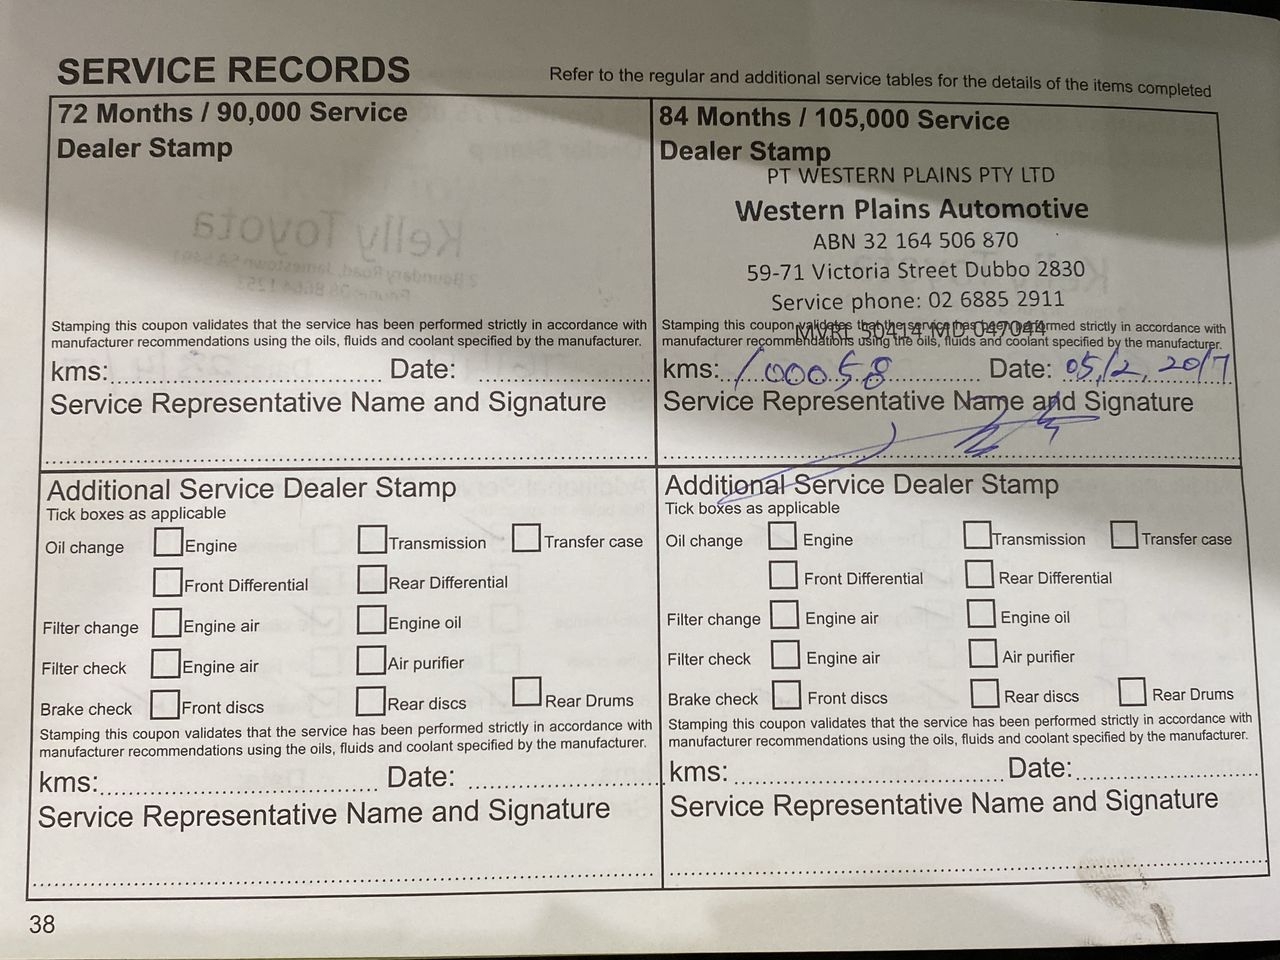 SERVICE RECORDS
Refer to the regular and additional service tables for the details of the items completed
72 Months / 90,000 Service
Dealer Stamp
Stamping this coupon validates that the service has been performed strictly in accordance with
manufacturer recommendations using the oils, fluids and coolant specified by the manufacturer.
kms: Date:
Service Representative Name and Signature
84 Months / 105,000 Service
Dealer Stamp
PT WESTERN PLAINS PTY LTD
Western Plains Automotive
ABN 32 164 506 870
59-71 Victoria Street Dubbo 2830
Service phone: 02 6885 2911
MVRL 50414 MD 047044
Stamping this coupon validates that the service has been performed strictly in accordance with
manufacturer recommendations using the oils, fluids and coolant specified by the manufacturer.
kms: 100058 Date: 05/2, 2017
Service Representative Name and Signature
Additional Service Dealer Stamp
Tick boxes as applicable
Oil change Engine Transmission Transfer case
Front Differential Rear Differential
Filter change Engine air Engine oil
Filter check Engine air Air purifier
Brake check Front discs Rear discs Rear Drums
Stamping this coupon validates that the service has been performed strictly in accordance with
manufacturer recommendations using the oils, fluids and coolant specified by the manufacturer.
kms: Date:
Service Representative Name and Signature
Additional Service Dealer Stamp
Tick boxes as applicable
Oil change Engine Transmission Transfer case
Front Differential Rear Differential
Filter change Engine air Engine oil
Filter check Engine air Air purifier
Brake check Front discs Rear discs Rear Drums
Stamping this coupon validates that the service has been performed strictly in accordance with
manufacturer recommendations using the oils, fluids and coolant specified by the manufacturer.
kms: Date:
Service Representative Name and Signature
38